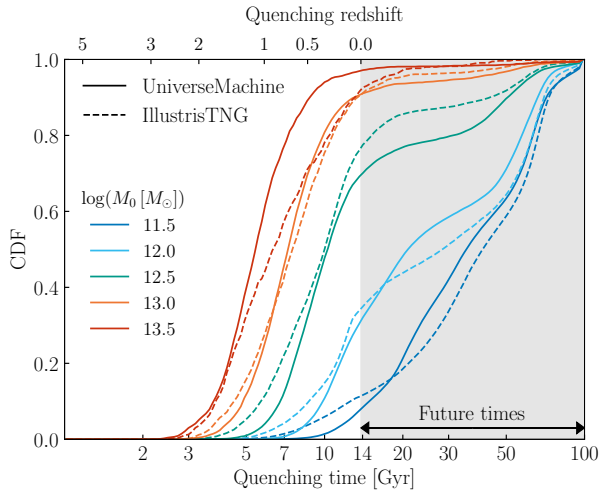 Quenching redshift
5 3 2 1 0.5 0.0
1.0
0.8
0.6
0.4
0.2
0.0
CDF
UniverseMachine
IllustrisTNG
log(M₀ [M☉])
11.5
12.0
12.5
13.0
13.5
Future times
2 3 5 7 10 14 20 30 50 100
Quenching time [Gyr]